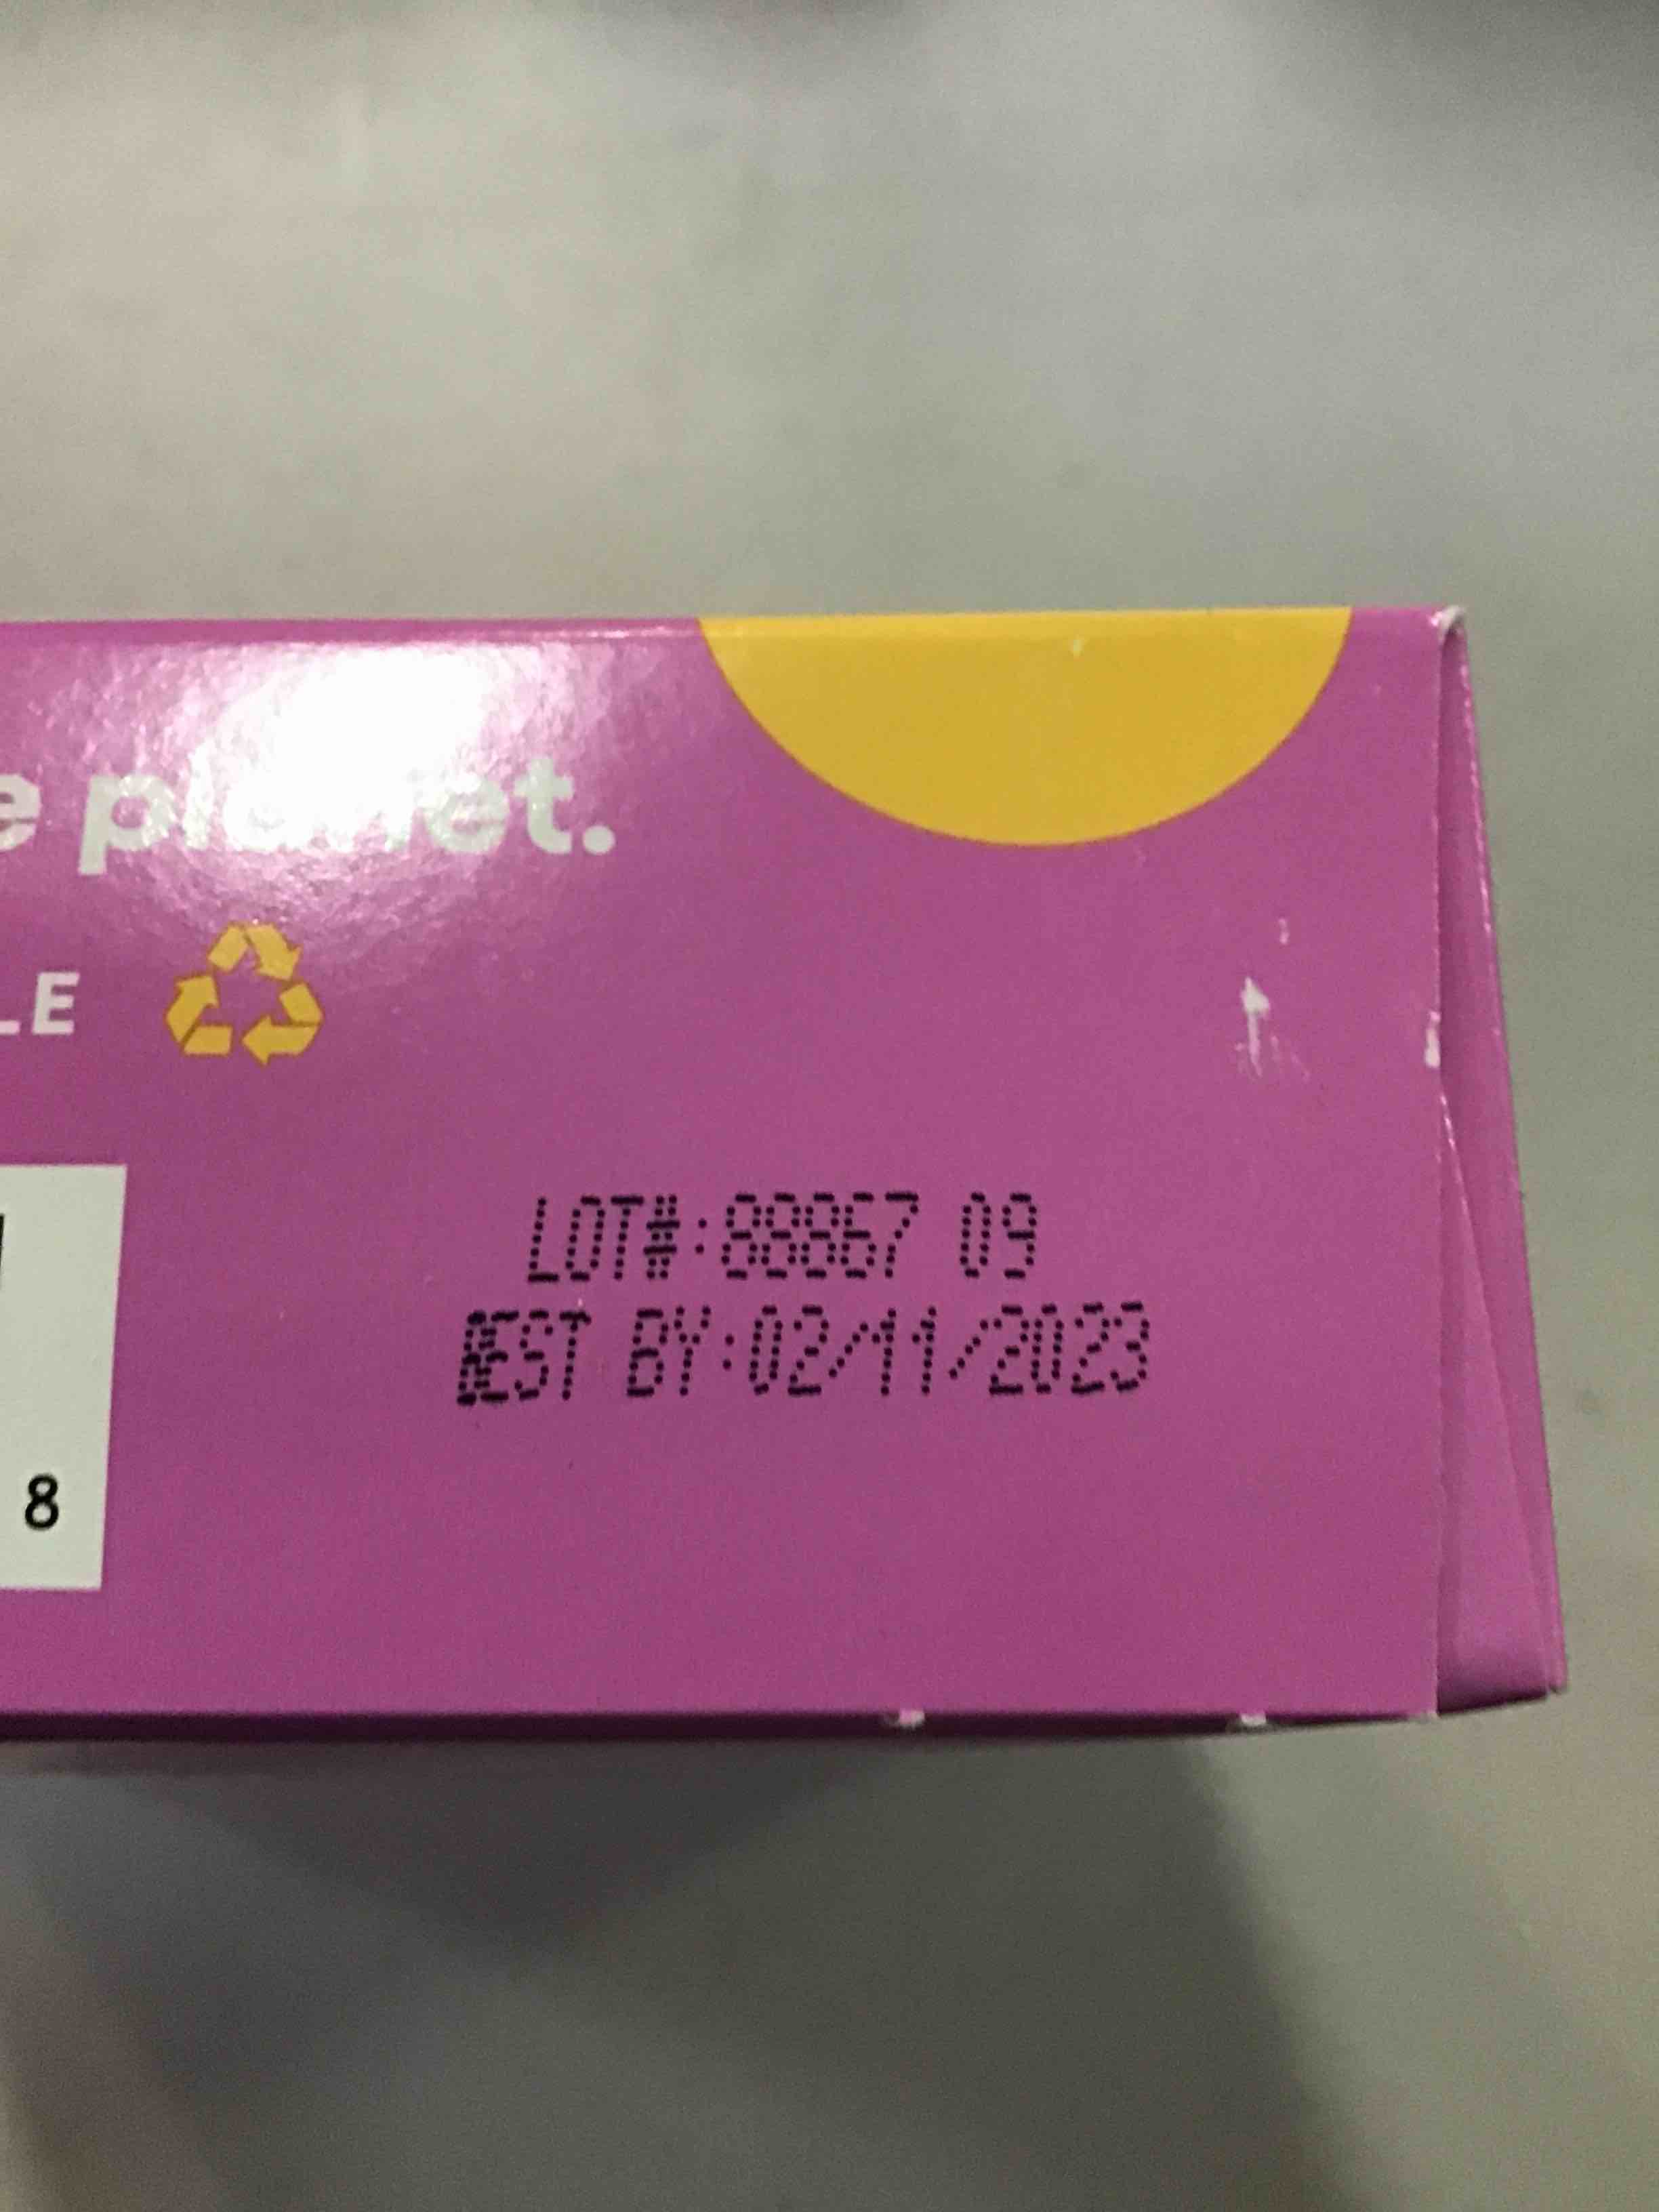 e planet.
LE
LOT#:88867 09
BEST BY:02/11/2023
8